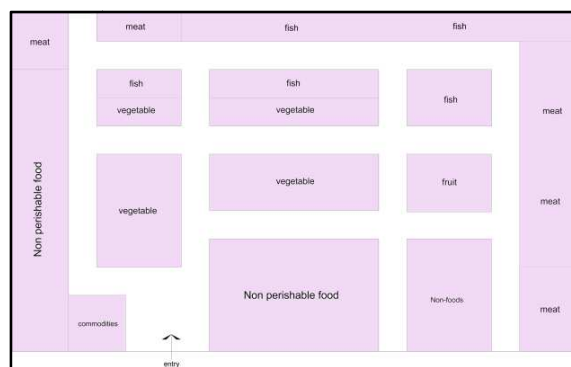 meat
meat
fish
fish
fish
vegetable
fish
vegetable
fish
meat
Non perishable food
vegetable
vegetable
fruit
meat
commodities
Non perishable food
Non-foods
meat
entry